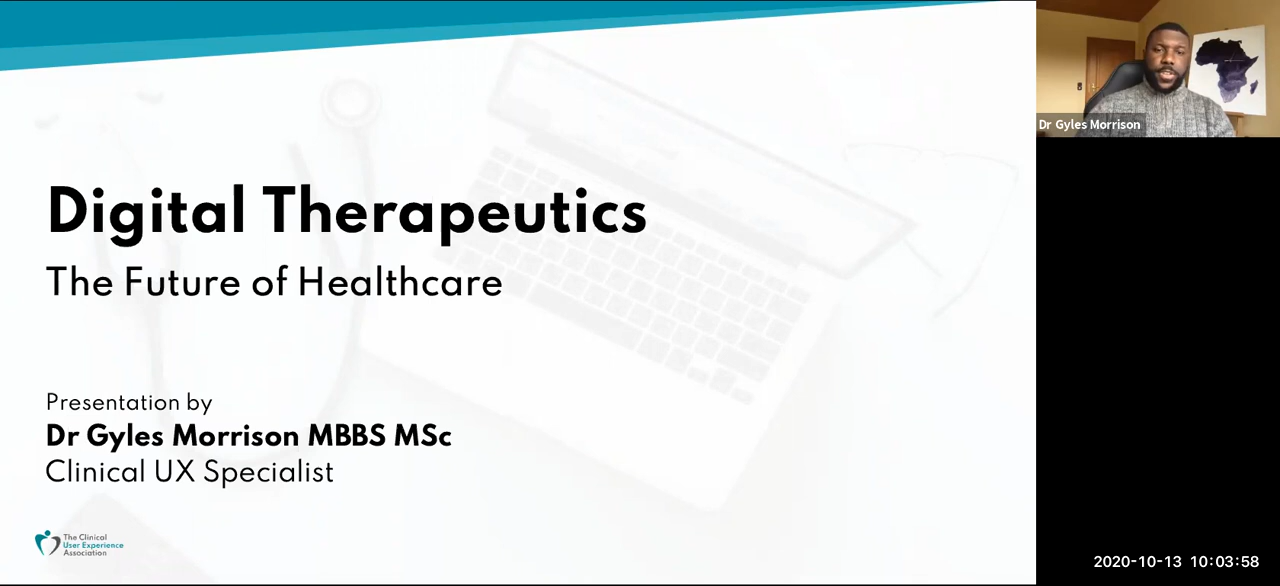 Digital Therapeutics
The Future of Healthcare
Presentation by
Dr Gyles Morrison MBBS MSc
Clinical UX Specialist
The Clinical
User Experience
Association
Dr Gyles Morrison
2020-10-13 10:03:58